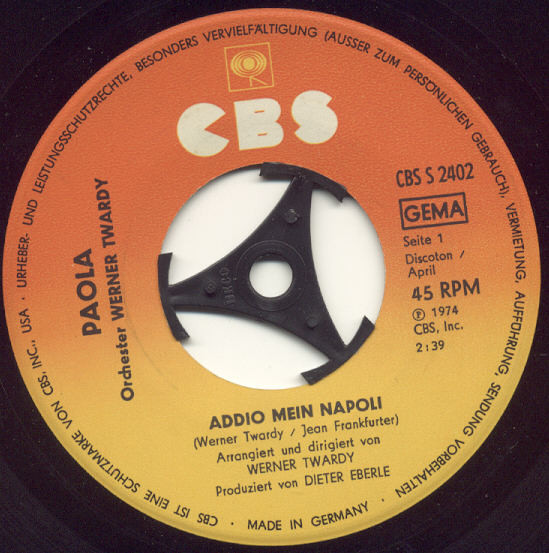 CBS
PAOLA
Orchester WERNER TWARDY
CBS S 2402
GEMA
Seite 1
Discoton /
April
45 RPM
℗ 1974
CBS, Inc.
2:39
ADDIO MEIN NAPOLI
(Werner Twardy / Jean Frankfurter)
Arrangiert und dirigiert von
WERNER TWARDY
Produziert von DIETER EBERLE
· URHEBER- UND LEISTUNGSSCHUTZRECHTE, BESONDERS VERVIELFÄLTIGUNG (AUSSER ZUM PERSÖNLICHEN GEBRAUCH), VERMIETUNG, AUFFÜHRUNG, SENDUNG VORBEHALTEN · MADE IN GERMANY · CBS IST EINE SCHUTZMARKE VON CBS, INC., USA